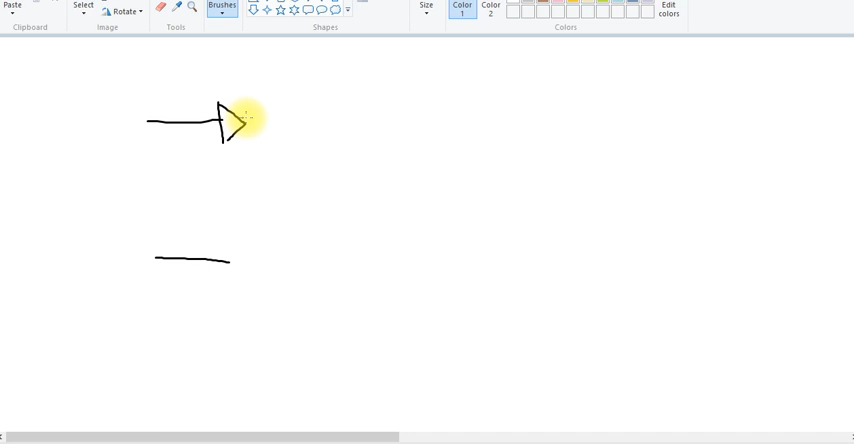 Paste
Select
Rotate
Brushes
Size
Color 1
Color 2
Edit colors
Clipboard
Image
Tools
Shapes
Colors